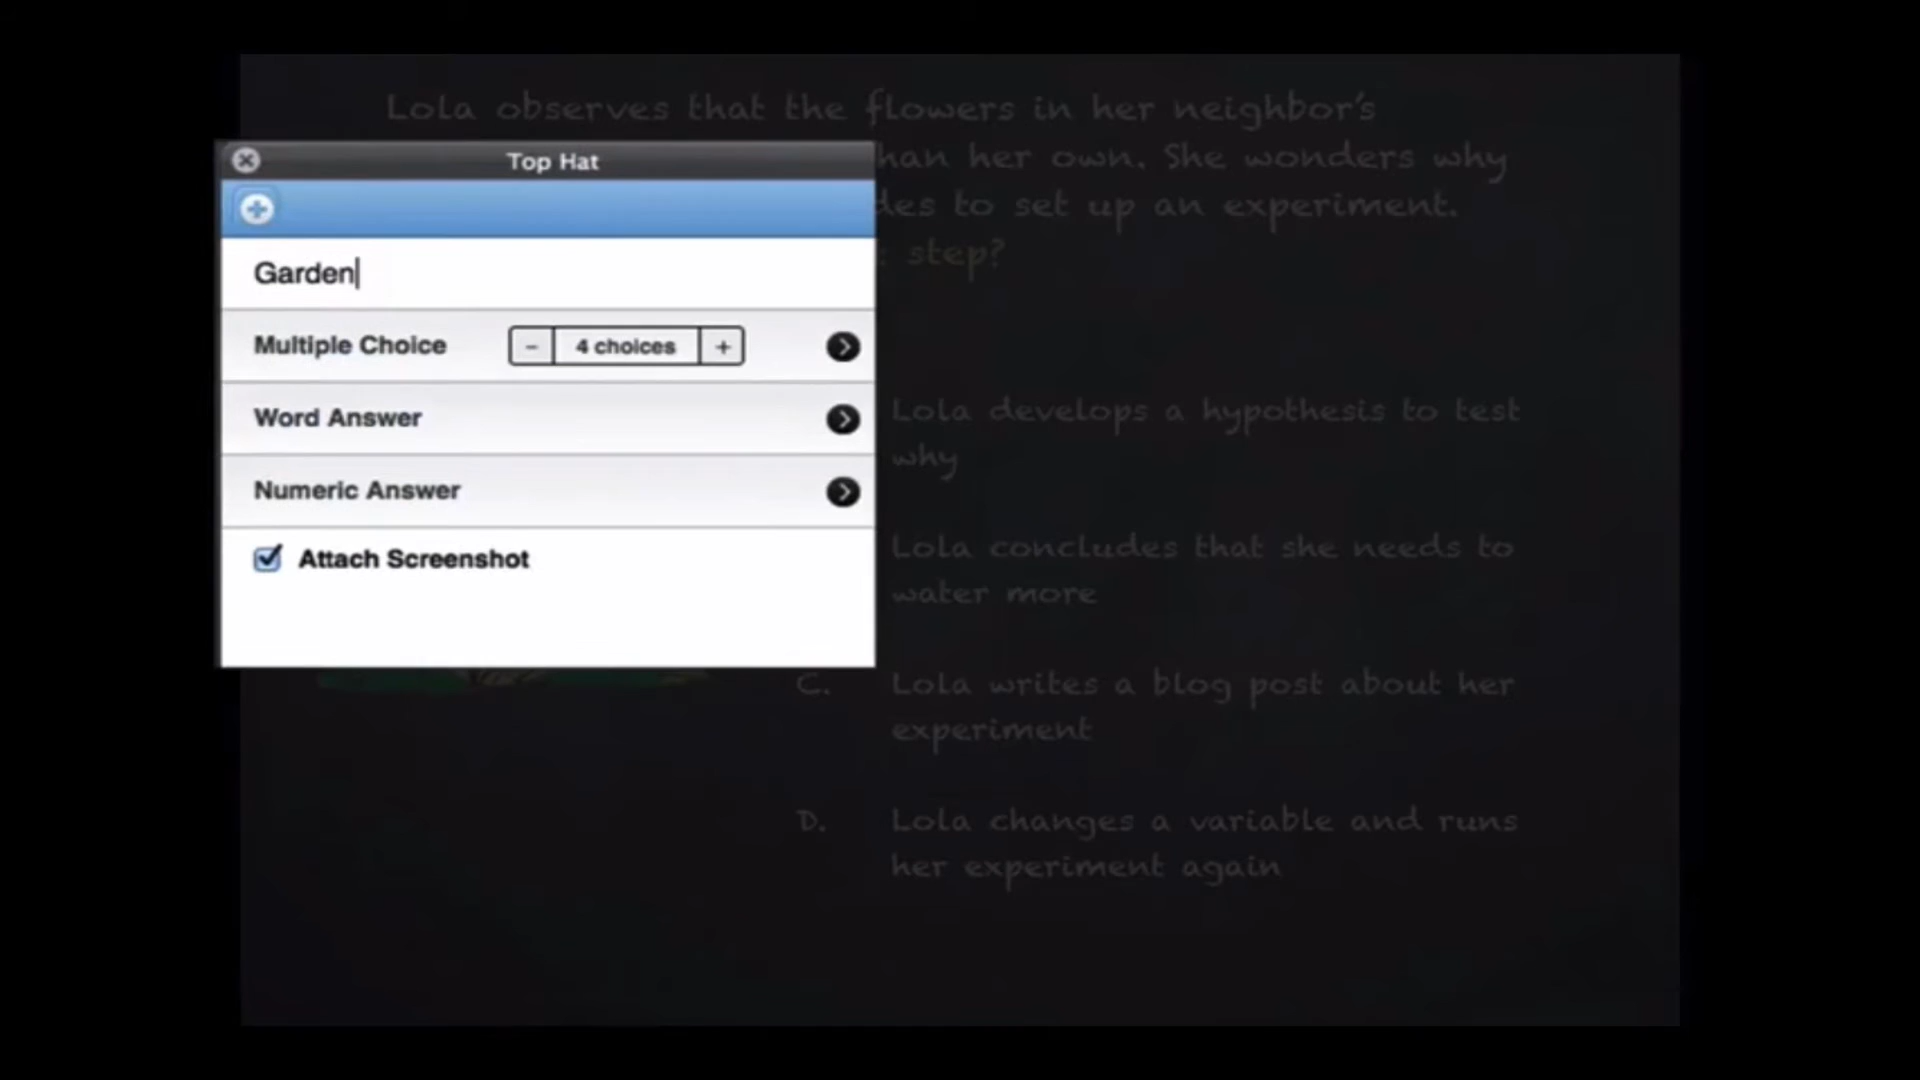 Lola observes that the flowers in her neighbor's
Top Hat
han her own. She wonders why
des to set up an experiment.
step?
Garden
Multiple Choice
- 4 choices +
Word Answer
Numeric Answer
Attach Screenshot
Lola develops a hypothesis to test
why
Lola concludes that she needs to
water more
C. Lola writes a blog post about her
experiment
D. Lola changes a variable and runs
her experiment again